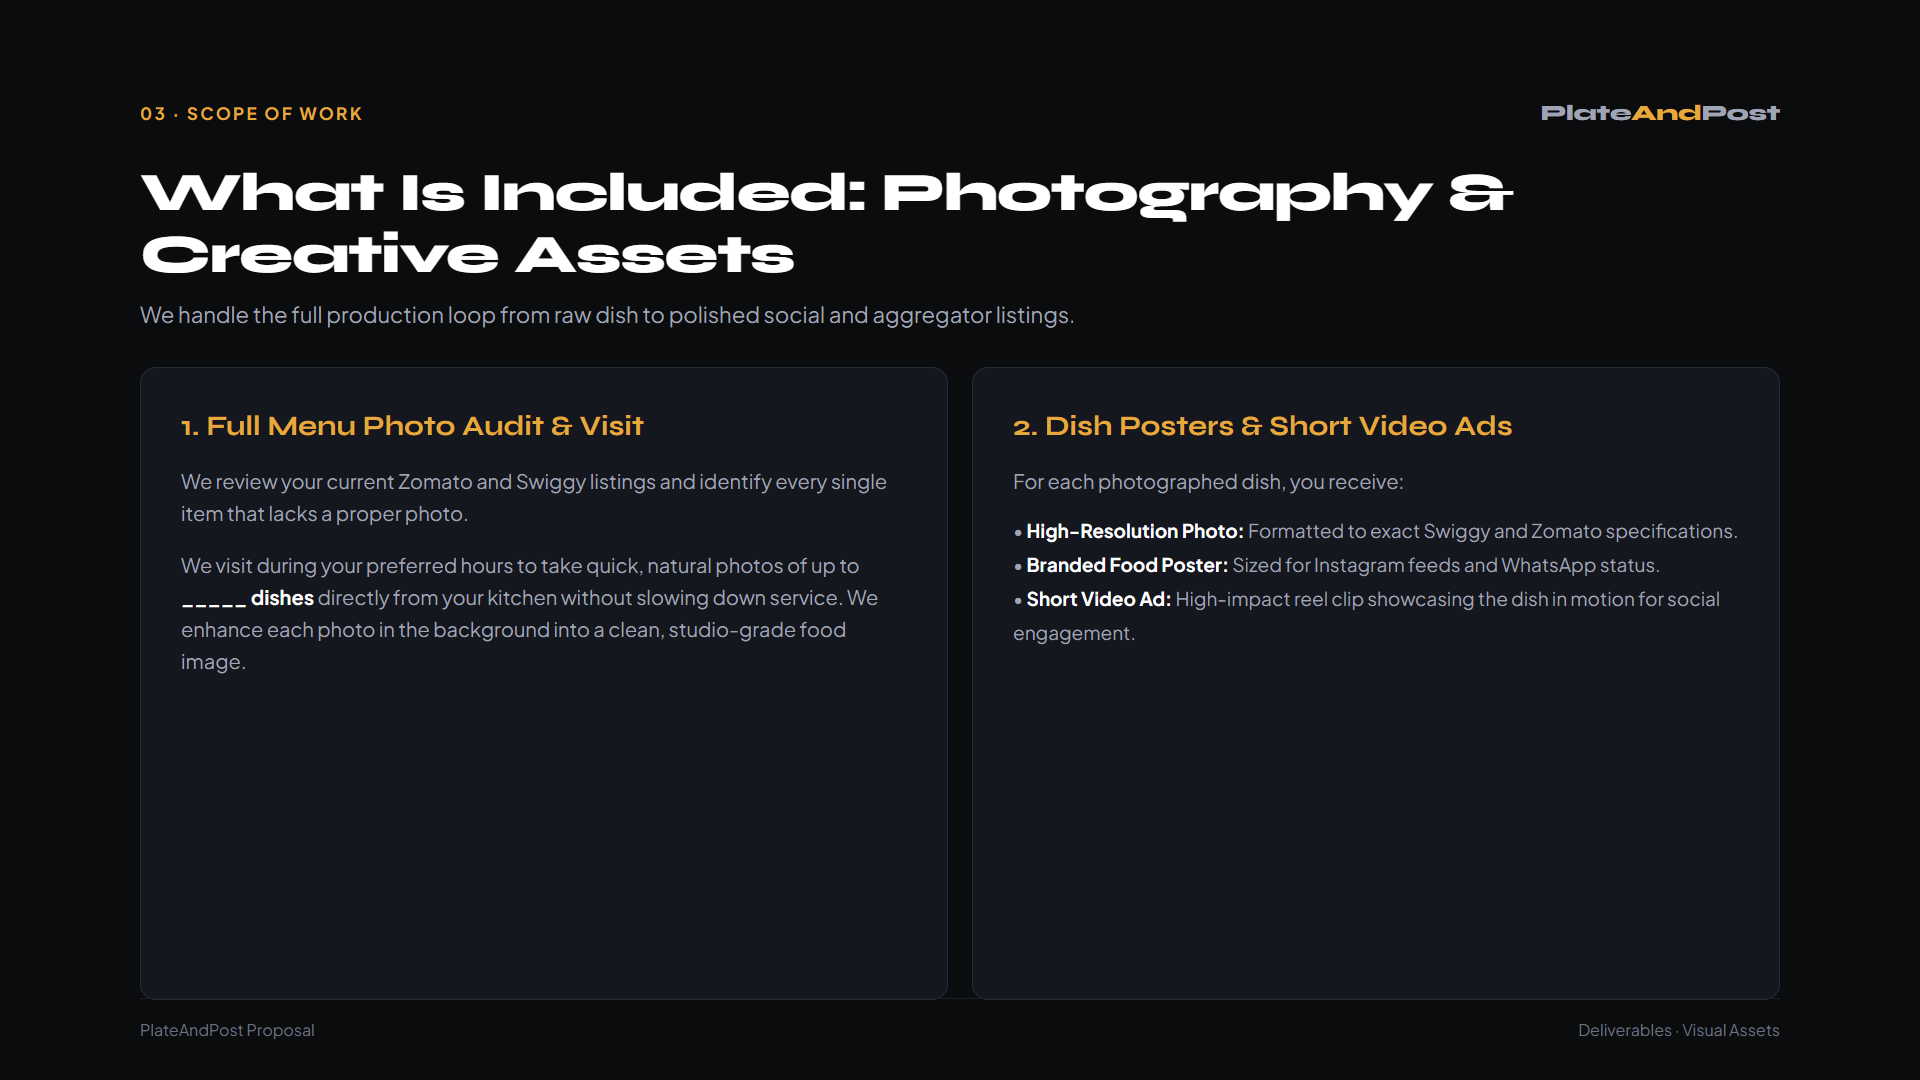 03 · SCOPE OF WORK
PlateAndPost
What Is Included: Photography &
Creative Assets
We handle the full production loop from raw dish to polished social and aggregator listings.
1. Full Menu Photo Audit & Visit
We review your current Zomato and Swiggy listings and identify every single
item that lacks a proper photo.
We visit during your preferred hours to take quick, natural photos of up to
_____ dishes directly from your kitchen without slowing down service. We
enhance each photo in the background into a clean, studio-grade food
image.
2. Dish Posters & Short Video Ads
For each photographed dish, you receive:
• High-Resolution Photo: Formatted to exact Swiggy and Zomato specifications.
• Branded Food Poster: Sized for Instagram feeds and WhatsApp status.
• Short Video Ad: High-impact reel clip showcasing the dish in motion for social
engagement.
PlateAndPost Proposal
Deliverables · Visual Assets